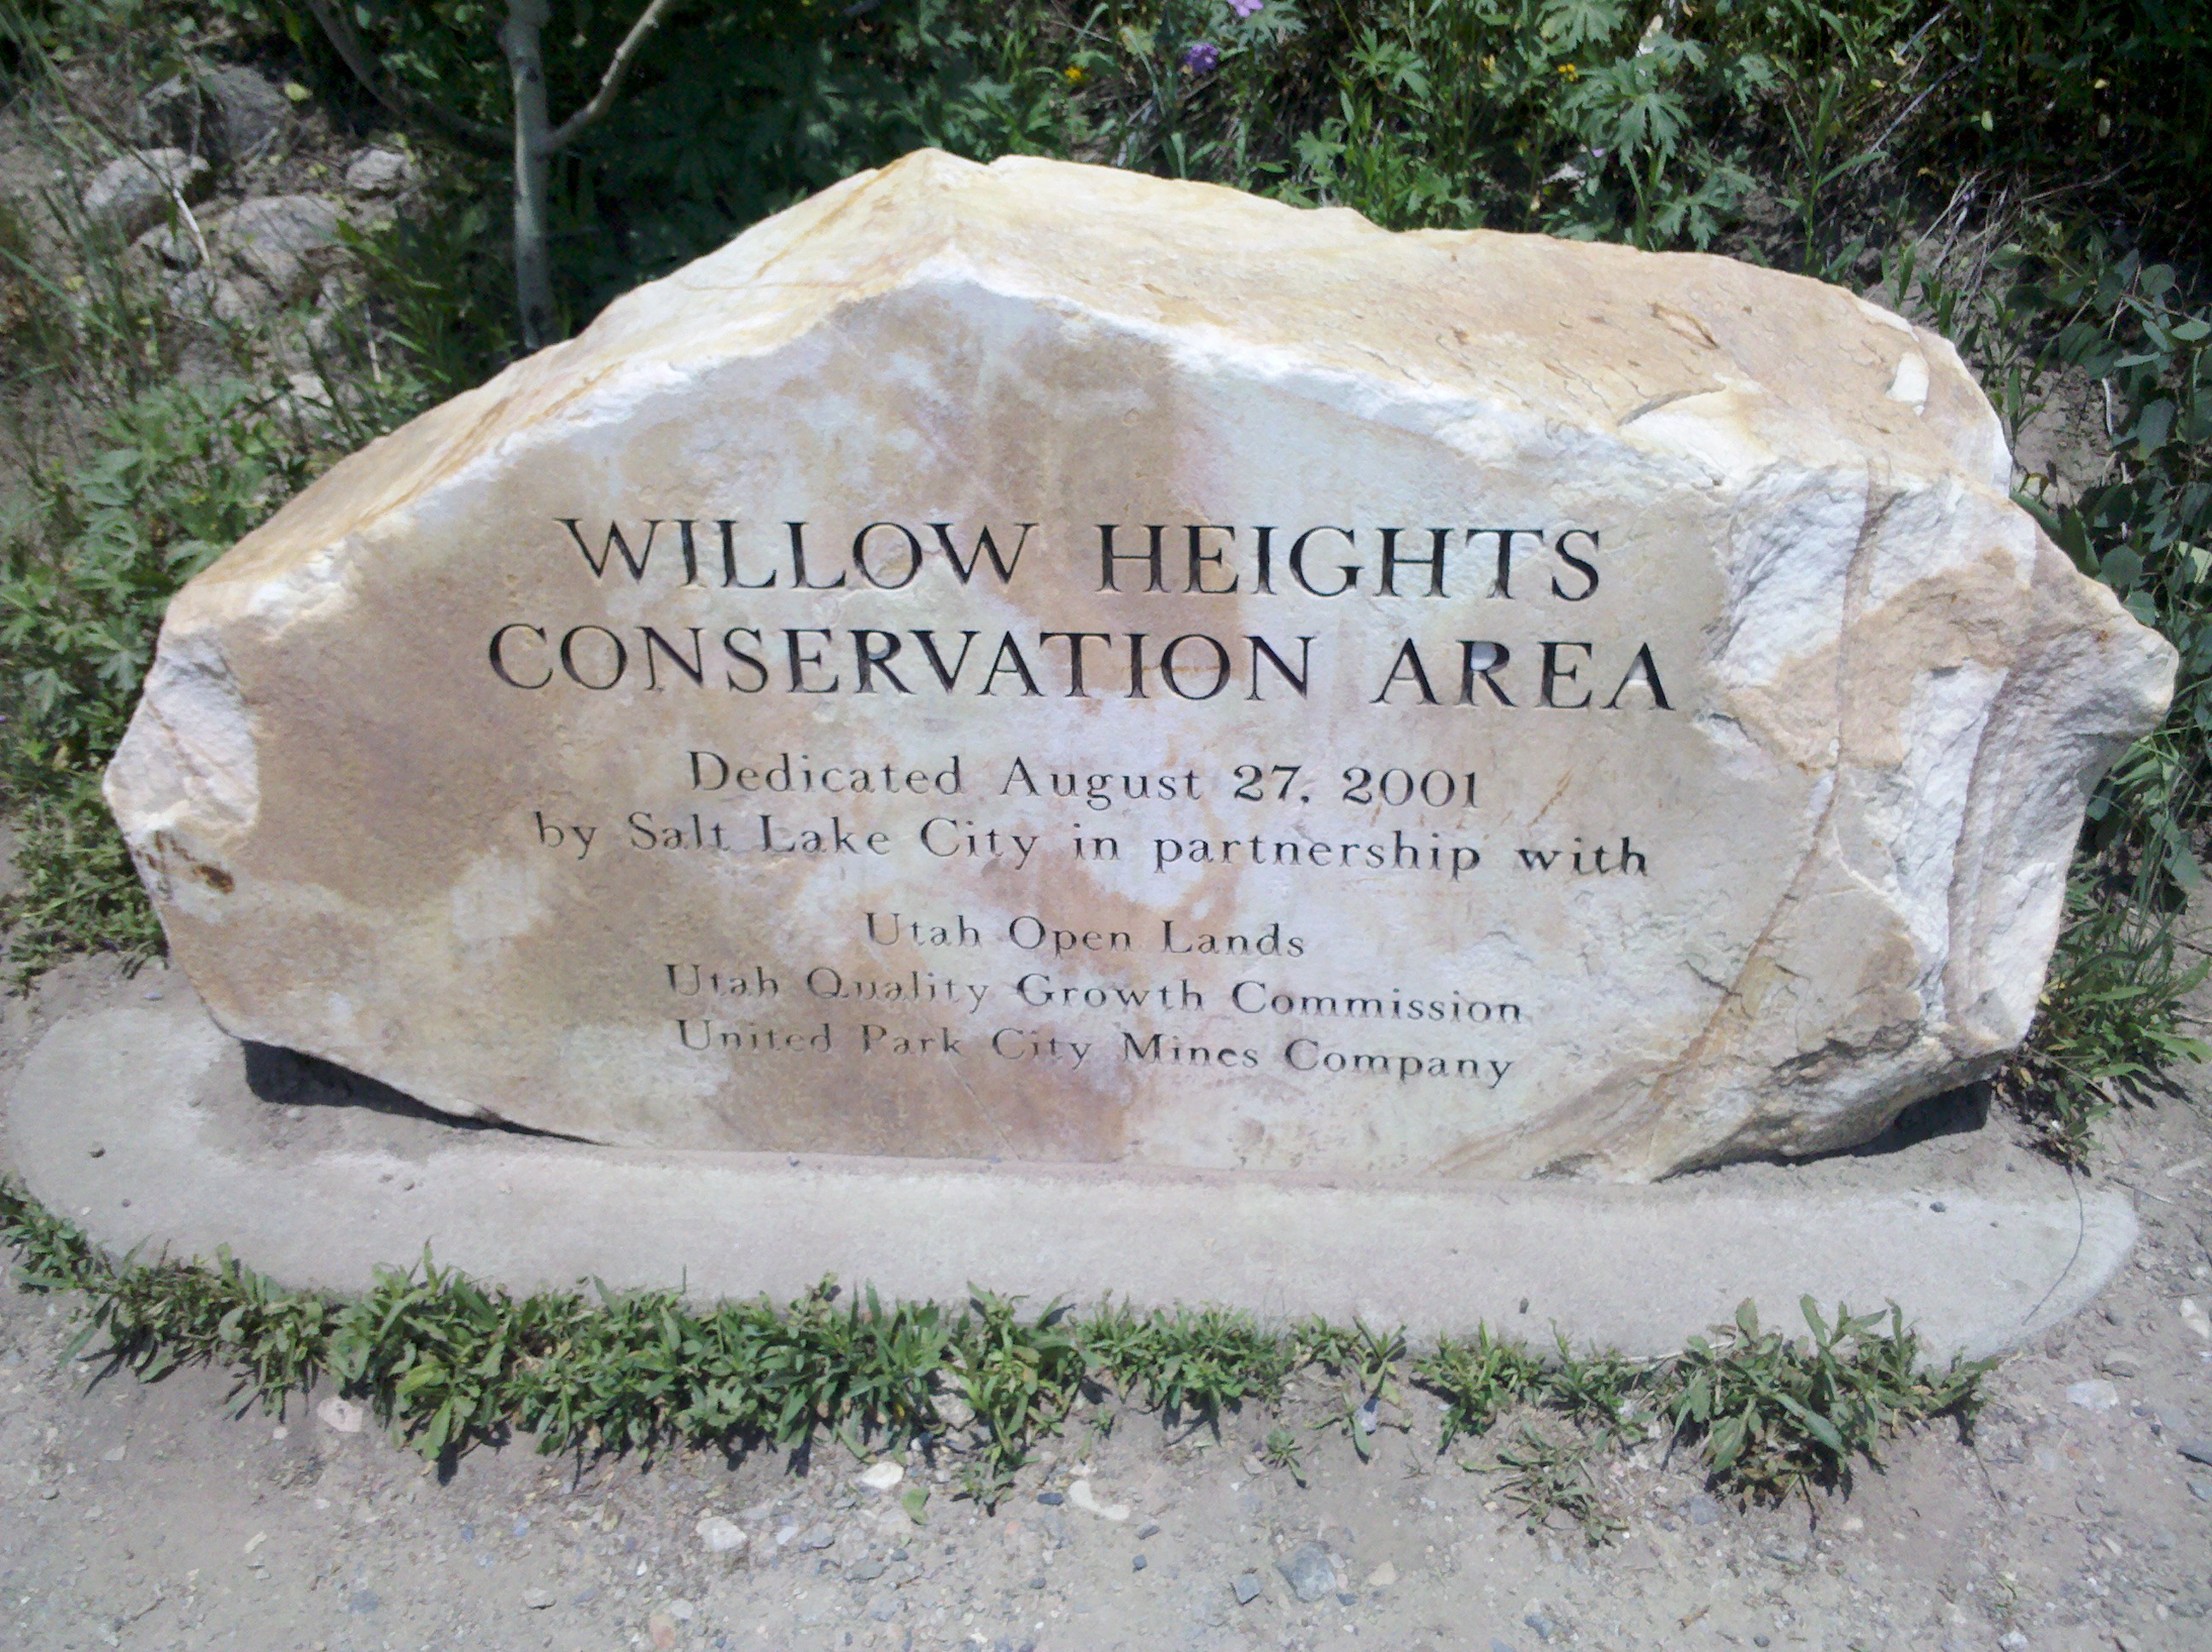 WILLOW HEIGHTS
CONSERVATION AREA
Dedicated August 27, 2001
by Salt Lake City in partnership with
Utah Open Lands
Utah Quality Growth Commission
United Park City Mines Company